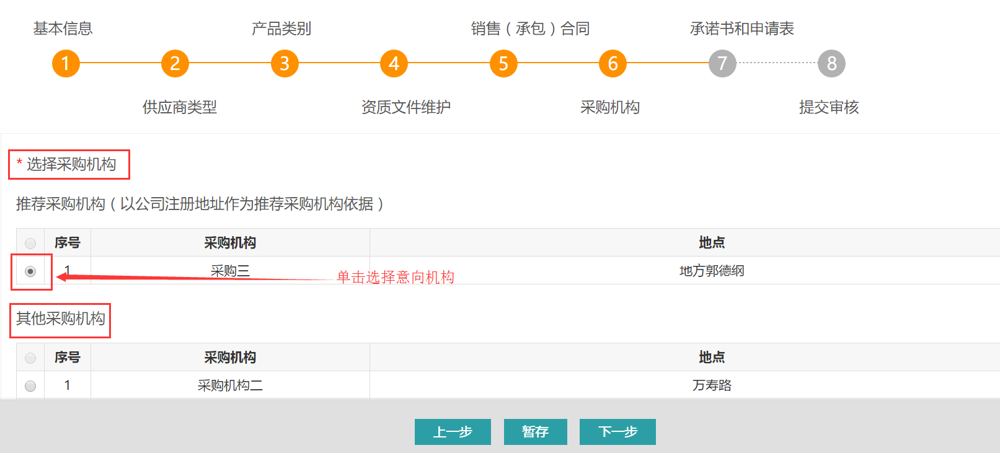 基本信息 产品类别 销售（承包）合同 承诺书和申请表
1 2 3 4 5 6 7 8
供应商类型 资质文件维护 采购机构 提交审核
* 选择采购机构
推荐采购机构（以公司注册地址作为推荐采购机构依据）
序号 采购机构 地点
1 采购三 地方郭德纲
单击选择意向机构
其他采购机构
序号 采购机构 地点
1 采购机构二 万寿路
上一步 暂存 下一步